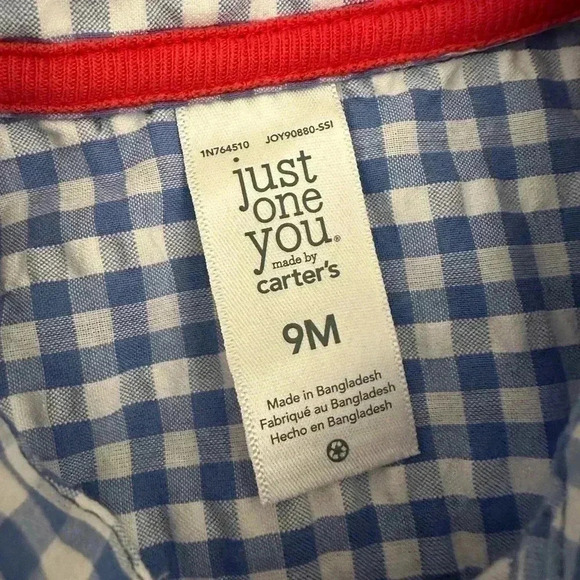 1N764510 JOY90880-SSI
just
one
you®
made by
carter's
9M
Made in Bangladesh
Fabriqué au Bangladesh
Hecho en Bangladesh